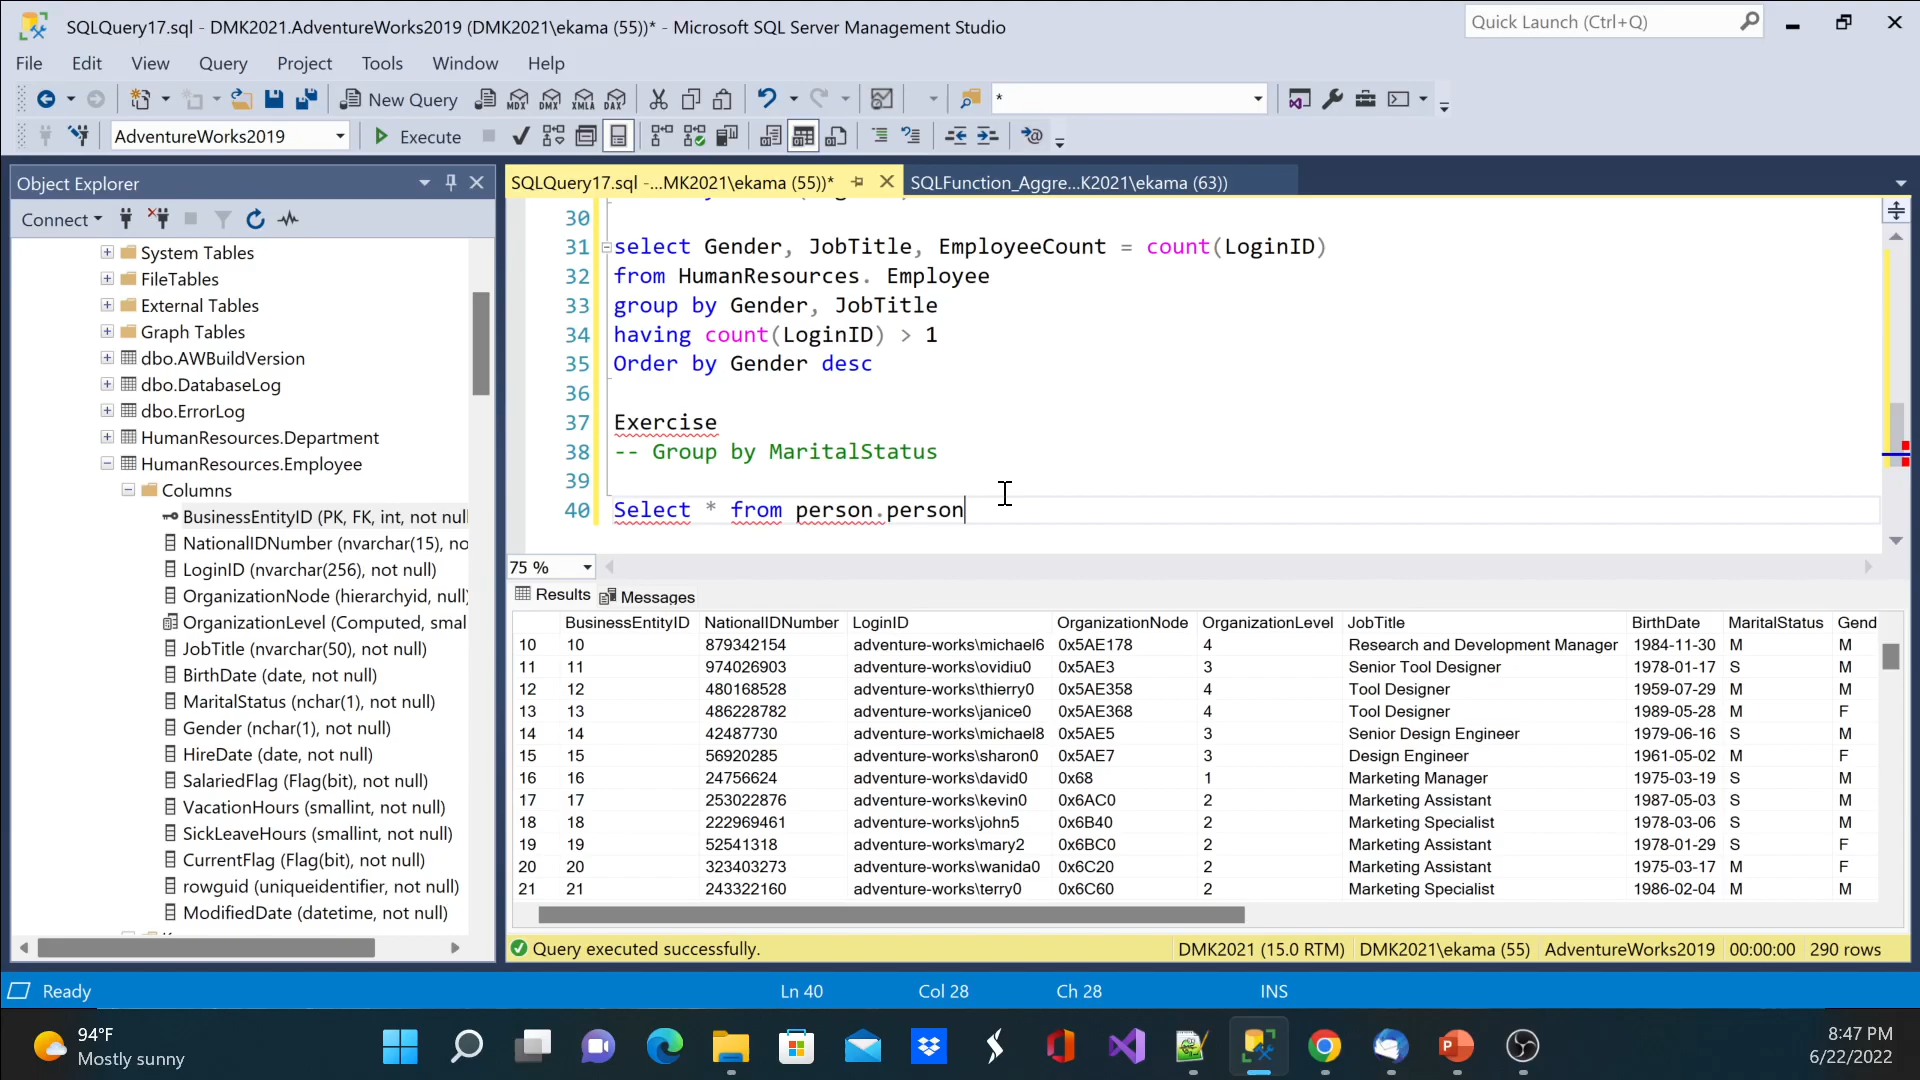 SQLQuery17.sql - DMK2021.AdventureWorks2019 (DMK2021\ekama (55))* - Microsoft SQL Server Management Studio
Quick Launch (Ctrl+Q)
File Edit View Query Project Tools Window Help
New Query MDX DMX XMLA DAX *
AdventureWorks2019 Execute
Object Explorer
Connect
System Tables
FileTables
External Tables
Graph Tables
dbo.AWBuildVersion
dbo.DatabaseLog
dbo.ErrorLog
HumanResources.Department
HumanResources.Employee
Columns
BusinessEntityID (PK, FK, int, not null
NationalIDNumber (nvarchar(15), no
LoginID (nvarchar(256), not null)
OrganizationNode (hierarchyid, null)
OrganizationLevel (Computed, smal
JobTitle (nvarchar(50), not null)
BirthDate (date, not null)
MaritalStatus (nchar(1), not null)
Gender (nchar(1), not null)
HireDate (date, not null)
SalariedFlag (Flag(bit), not null)
VacationHours (smallint, not null)
SickLeaveHours (smallint, not null)
CurrentFlag (Flag(bit), not null)
rowguid (uniqueidentifier, not null)
ModifiedDate (datetime, not null)
SQLQuery17.sql -...MK2021\ekama (55))* SQLFunction_Aggre...K2021\ekama (63))
30
31 select Gender, JobTitle, EmployeeCount = count(LoginID)
32 from HumanResources. Employee
33 group by Gender, JobTitle
34 having count(LoginID) > 1
35 Order by Gender desc
36
37 Exercise
38 -- Group by MaritalStatus
39
40 Select * from person.person
75 %
Results Messages
BusinessEntityID NationalIDNumber LoginID OrganizationNode OrganizationLevel JobTitle BirthDate MaritalStatus Gend
10 10 879342154 adventure-works\michael6 0x5AE178 4 Research and Development Manager 1984-11-30 M M
11 11 974026903 adventure-works\ovidiu0 0x5AE3 3 Senior Tool Designer 1978-01-17 S M
12 12 480168528 adventure-works\thierry0 0x5AE358 4 Tool Designer 1959-07-29 M M
13 13 486228782 adventure-works\janice0 0x5AE368 4 Tool Designer 1989-05-28 M F
14 14 42487730 adventure-works\michael8 0x5AE5 3 Senior Design Engineer 1979-06-16 S M
15 15 56920285 adventure-works\sharon0 0x5AE7 3 Design Engineer 1961-05-02 M F
16 16 24756624 adventure-works\david0 0x68 1 Marketing Manager 1975-03-19 S M
17 17 253022876 adventure-works\kevin0 0x6AC0 2 Marketing Assistant 1987-05-03 S M
18 18 222969461 adventure-works\john5 0x6B40 2 Marketing Specialist 1978-03-06 S M
19 19 52541318 adventure-works\mary2 0x6BC0 2 Marketing Assistant 1978-01-29 S F
20 20 323403273 adventure-works\wanida0 0x6C20 2 Marketing Assistant 1975-03-17 M F
21 21 243322160 adventure-works\terry0 0x6C60 2 Marketing Specialist 1986-02-04 M M
Query executed successfully. DMK2021 (15.0 RTM) DMK2021\ekama (55) AdventureWorks2019 00:00:00 290 rows
Ready Ln 40 Col 28 Ch 28 INS
94°F
Mostly sunny
8:47 PM
6/22/2022